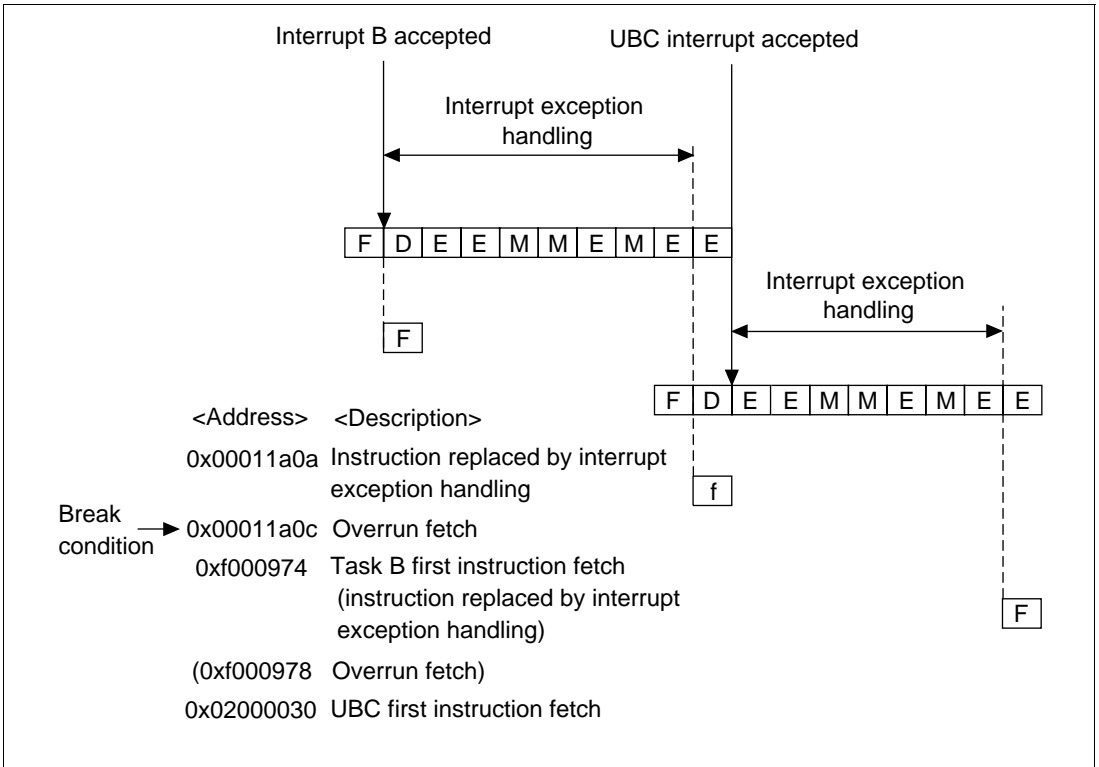 Interrupt B accepted
UBC interrupt accepted
Interrupt exception
handling
F D E E M M E M E E
Interrupt exception
handling
F
F D E E M M E M E E
<Address> <Description>
0x00011a0a Instruction replaced by interrupt
exception handling
f
Break
condition
0x00011a0c Overrun fetch
0xf000974 Task B first instruction fetch
(instruction replaced by interrupt
exception handling)
F
(0xf000978 Overrun fetch)
0x02000030 UBC first instruction fetch